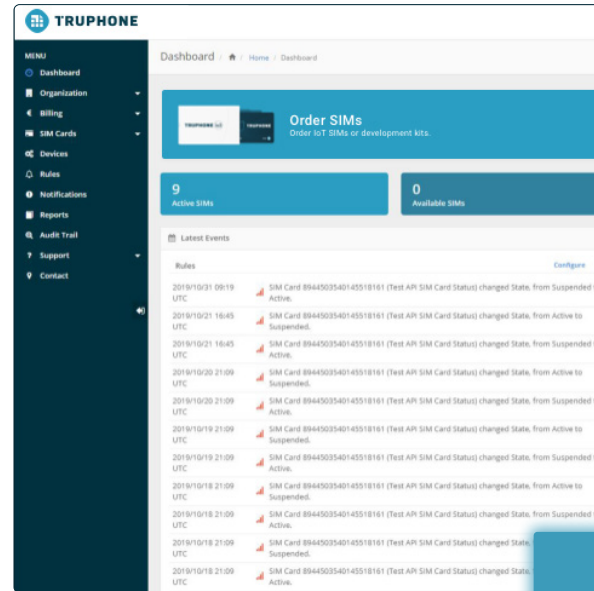 TRUPHONE
MENU
Dashboard
Organization
Billing
SIM Cards
Devices
Rules
Notifications
Reports
Audit Trail
Support
Contact
Dashboard / / Home / Dashboard
TRUPHONE
TRUPHONE
Order SIMs
Order IoT SIMs or development kits.
9
Active SIMs
0
Available SIMs
Latest Events
Rules
Configure
2019/10/31 09:19 UTC
SIM Card 8944503540145518161 (Test API SIM Card Status) changed State, from Suspended
Active.
2019/10/21 16:45 UTC
SIM Card 8944503540145518161 (Test API SIM Card Status) changed State, from Active to
Suspended.
2019/10/21 16:45 UTC
SIM Card 8944503540145518161 (Test API SIM Card Status) changed State, from Suspended
Active.
2019/10/20 21:09 UTC
SIM Card 8944503540145518161 (Test API SIM Card Status) changed State, from Active to
Suspended.
2019/10/20 21:09 UTC
SIM Card 8944503540145518161 (Test API SIM Card Status) changed State, from Suspended
Active.
2019/10/19 21:09 UTC
SIM Card 8944503540145518161 (Test API SIM Card Status) changed State, from Active to
Suspended.
2019/10/19 21:09 UTC
SIM Card 8944503540145518161 (Test API SIM Card Status) changed State, from Suspended
Active.
2019/10/18 21:09 UTC
SIM Card 8944503540145518161 (Test API SIM Card Status) changed State, from Active to
Suspended.
2019/10/18 21:09 UTC
SIM Card 8944503540145518161 (Test API SIM Card Status) changed State, from Suspended
Active.
2019/10/18 21:09 UTC
SIM Card 8944503540145518161 (Test API SIM Card Status) changed State,
Suspended.
2019/10/18 21:09 UTC
SIM Card 8944503540145518161 (Test API SIM Card Status) changed State,
Active.